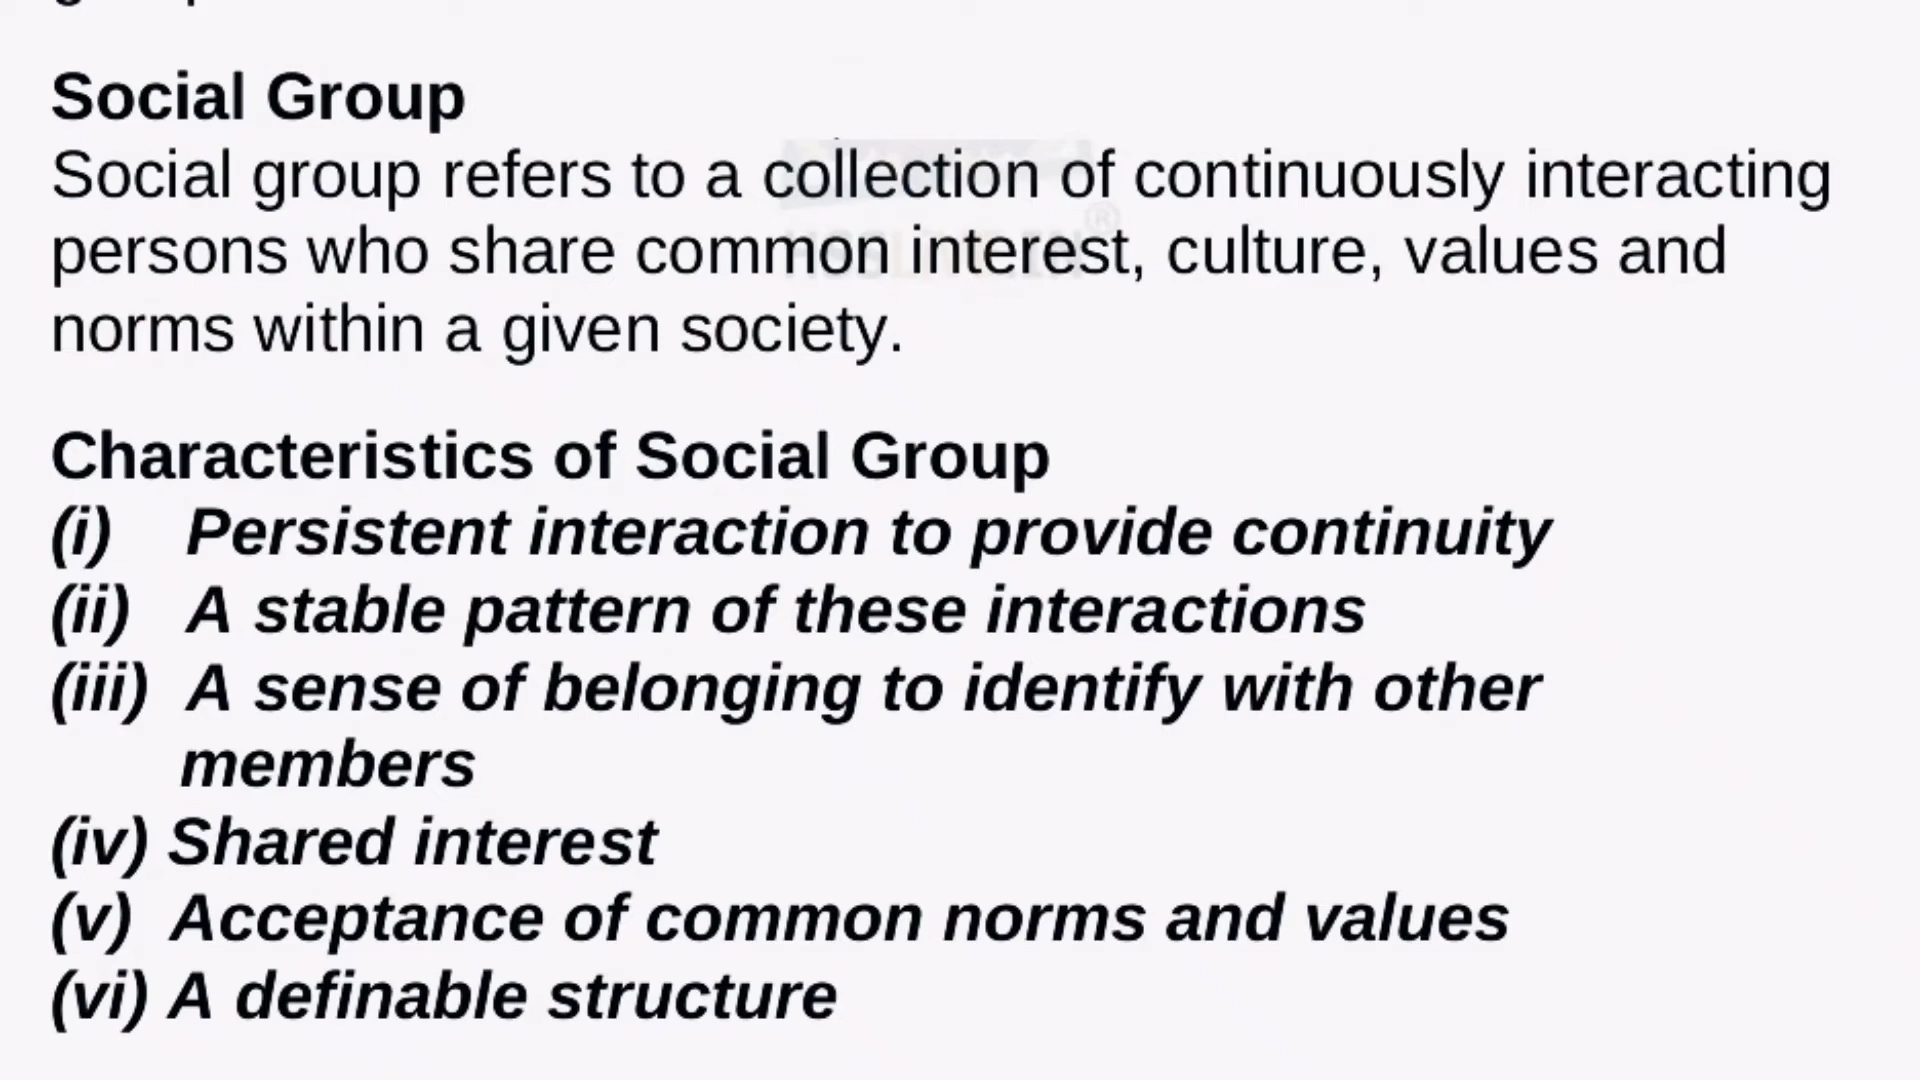 Social Group
Social group refers to a collection of continuously interacting
persons who share common interest, culture, values and
norms within a given society.
Characteristics of Social Group
(i) Persistent interaction to provide continuity
(ii) A stable pattern of these interactions
(iii) A sense of belonging to identify with other
members
(iv) Shared interest
(v) Acceptance of common norms and values
(vi) A definable structure